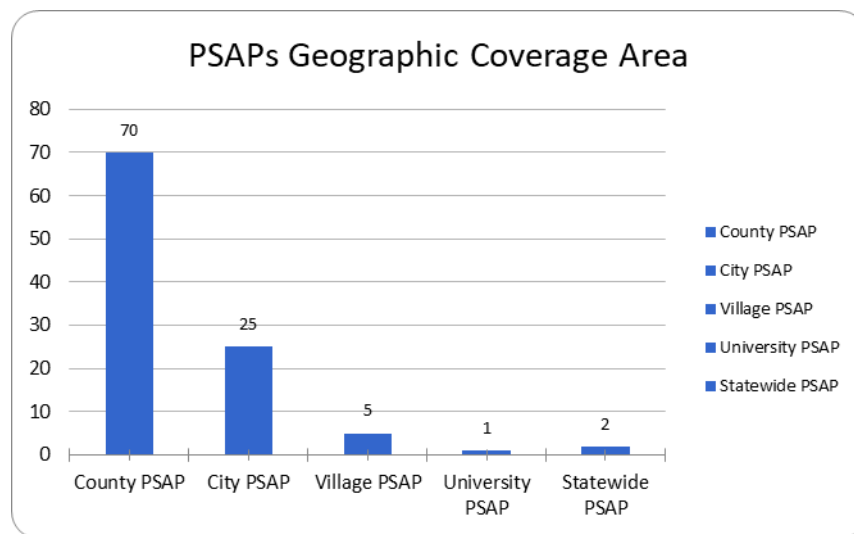 PSAPs Geographic Coverage Area
80
70
60
50
40
30
20
10
0
70
25
5
1
2
County PSAP
City PSAP
Village PSAP
University
PSAP
Statewide
PSAP
County PSAP
City PSAP
Village PSAP
University PSAP
Statewide PSAP